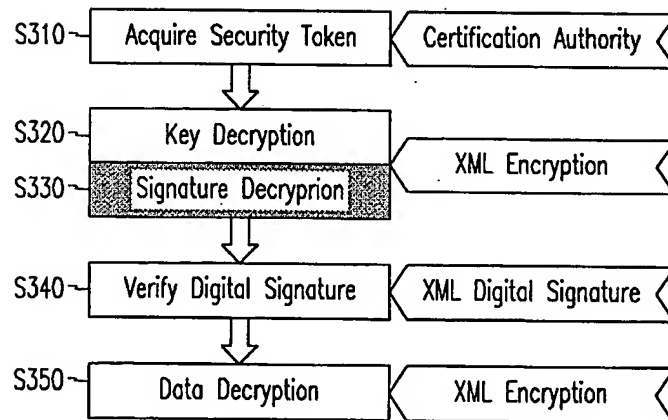 S310 Acquire Security Token Certification Authority
S320 Key Decryption
XML Encryption
S330 Signature Decryprion
S340 Verify Digital Signature XML Digital Signature
S350 Data Decryption XML Encryption